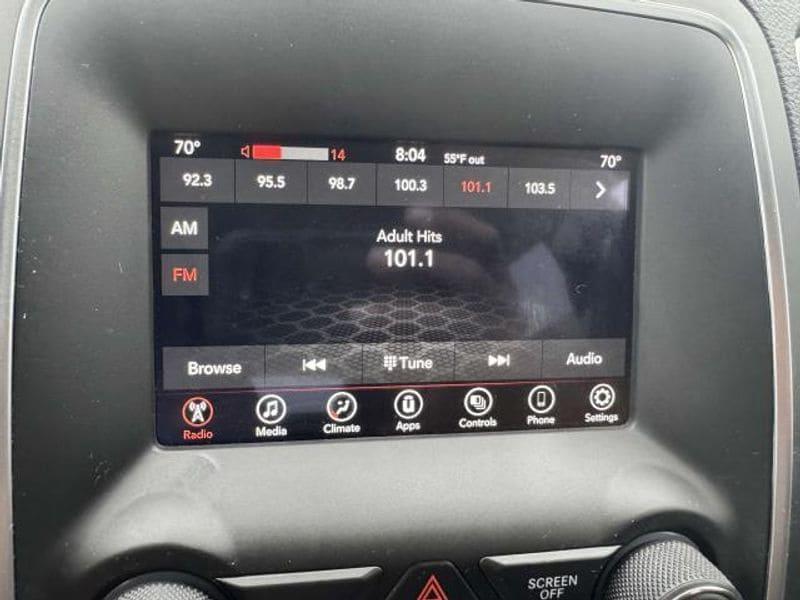 70° 14 8:04 55°F out 70°
92.3 95.5 98.7 100.3 101.1 103.5
AM
Adult Hits
101.1
FM
Browse Tune Audio
Radio Media Climate Apps Controls Phone Settings
SCREEN
OFF